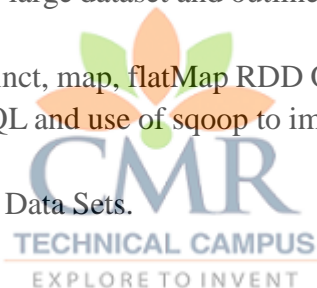 large dataset and outline
nct, map, flatMap RDD
QL and use of sqoop to im
Data Sets.
CMR
TECHNICAL CAMPUS
EXPLORE TO INVENT